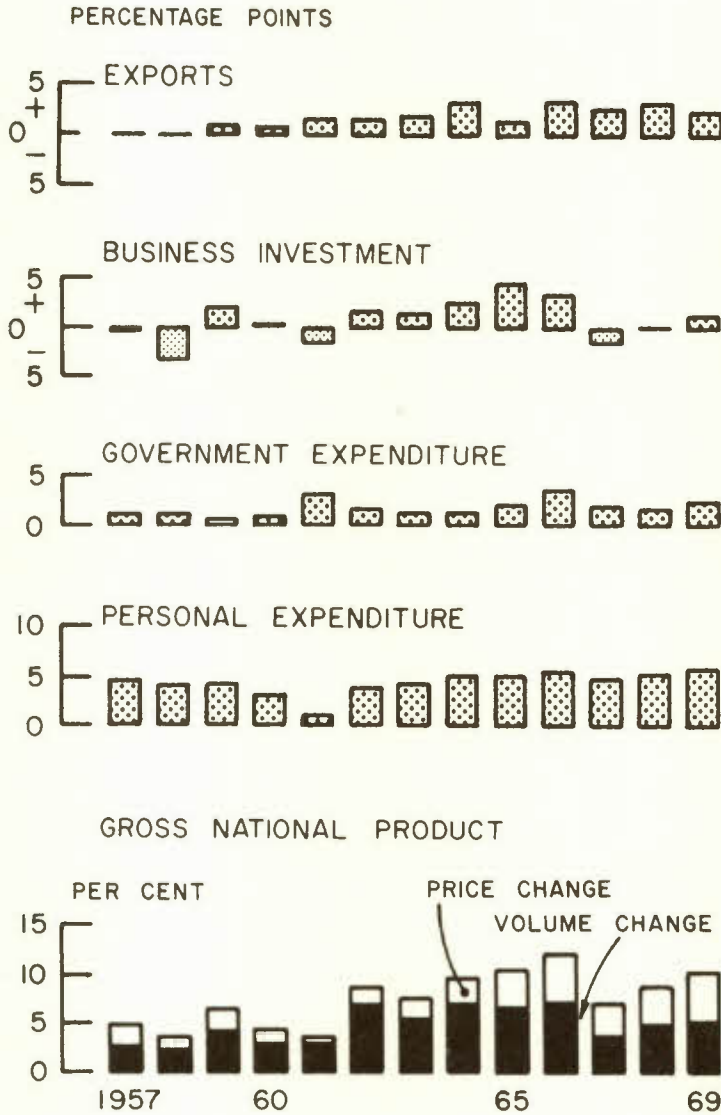 PERCENTAGE POINTS
EXPORTS
5
+
0
–
5
BUSINESS INVESTMENT
5
+
0
–
5
GOVERNMENT EXPENDITURE
5
0
PERSONAL EXPENDITURE
10
5
0
GROSS NATIONAL PRODUCT
PER CENT
PRICE CHANGE
VOLUME CHANGE
15
10
5
0
1957 60 65 69